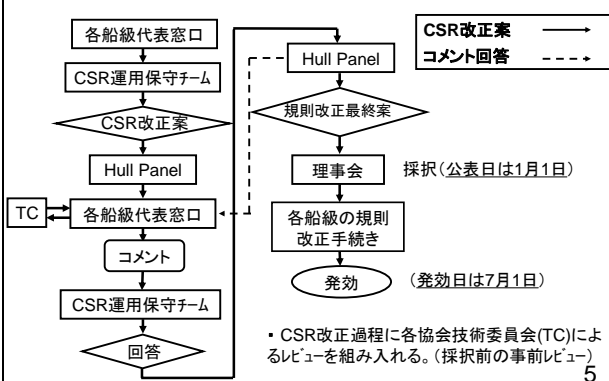 各船級代表窓口
CSR運用保守チーム
CSR改正案
Hull Panel
TC
各船級代表窓口
コメント
CSR運用保守チーム
回答
Hull Panel
規則改正最終案
理事会
採択(公表日は1月1日)
各船級の規則
改正手続き
発効
(発効日は7月1日)
CSR改正案
コメント回答
・CSR改正過程に各協会技術委員会(TC)によ
るﾚﾋﾞｭｰを組み入れる。(採択前の事前ﾚﾋﾞｭｰ)
5